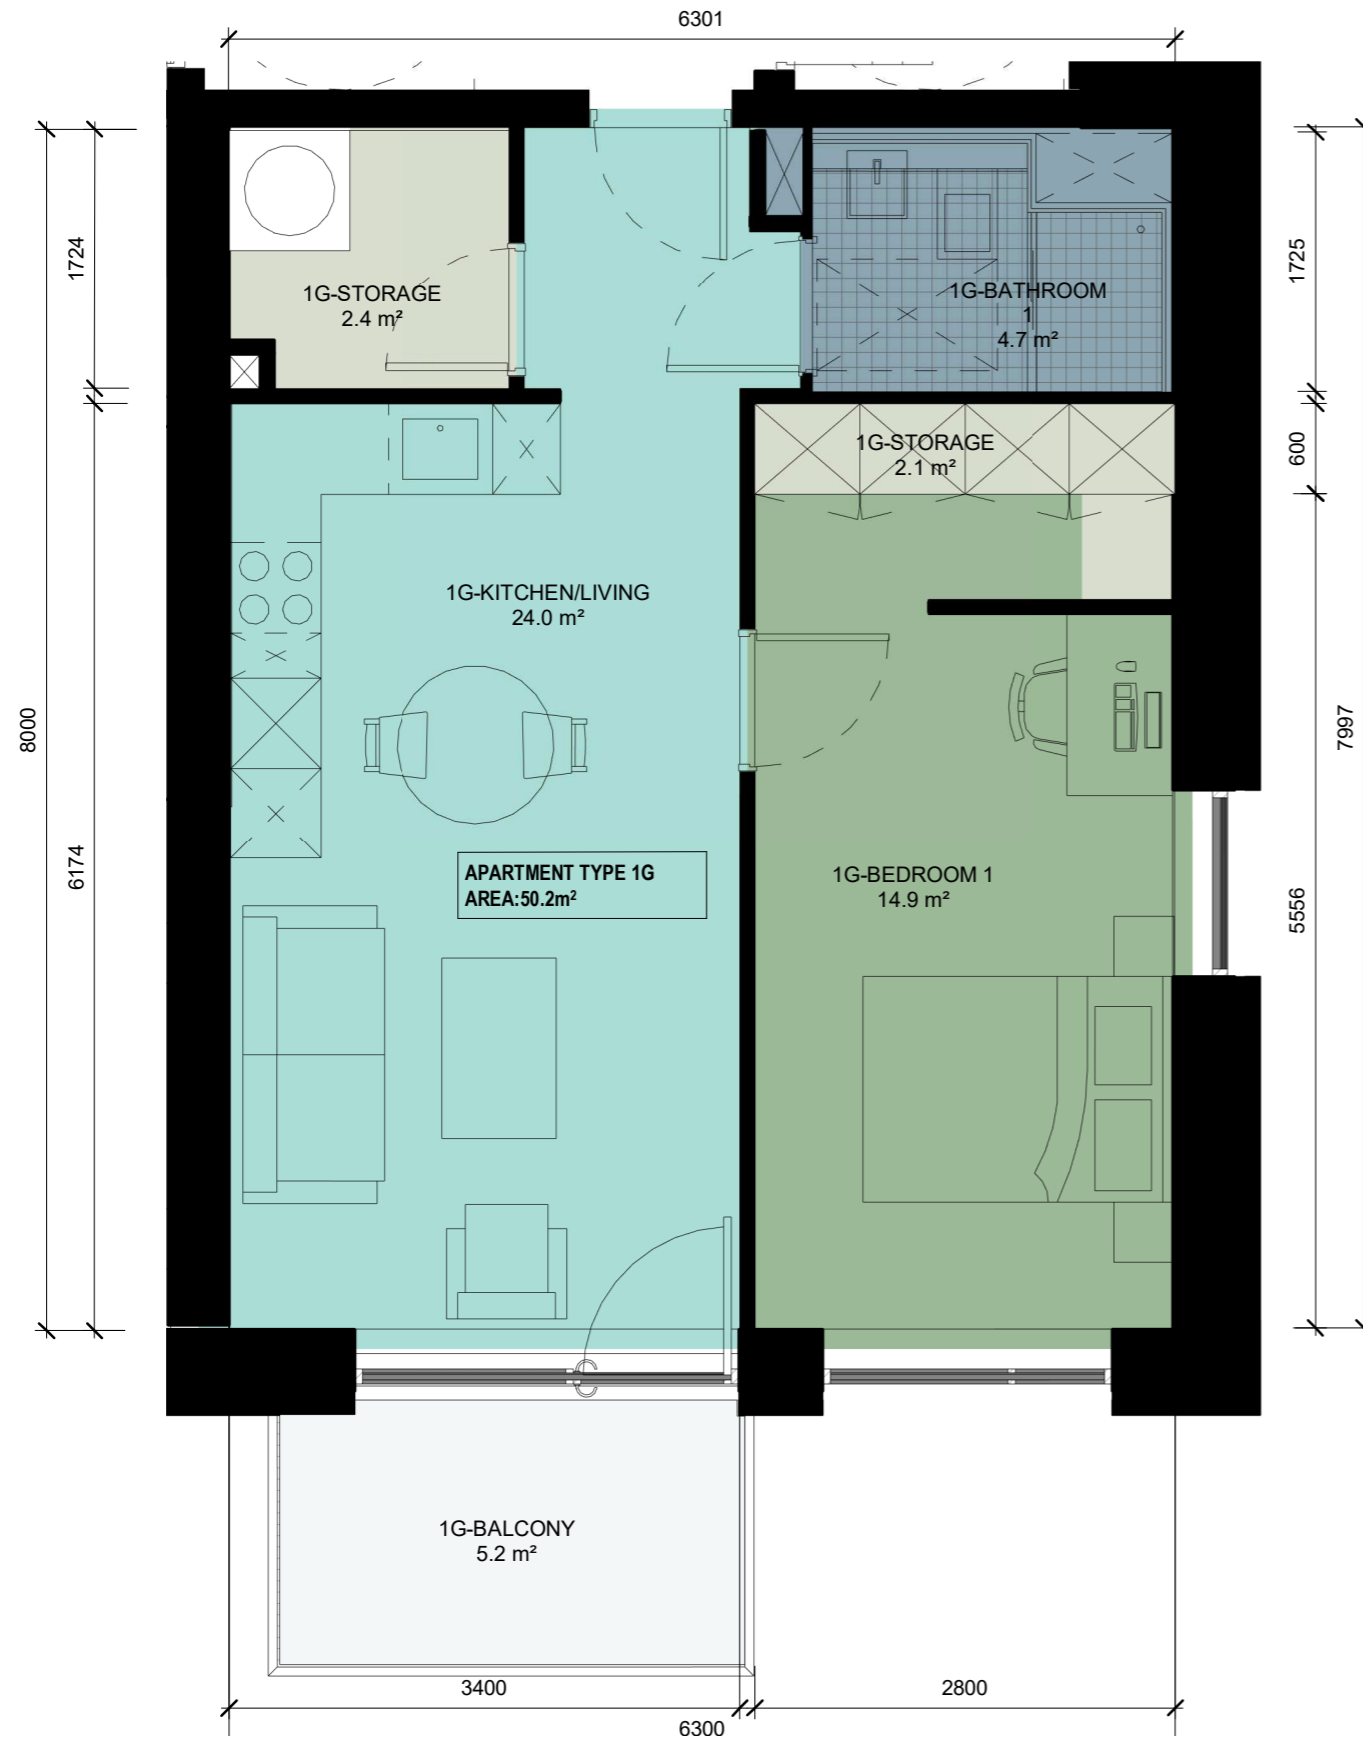 6301
1724
1725
1G-STORAGE
2.4 m²
1G-BATHROOM
1
4.7 m²
600
1G-STORAGE
2.1 m²
1G-KITCHEN/LIVING
24.0 m²
8000
7997
6174
APARTMENT TYPE 1G
AREA:50.2m²
1G-BEDROOM 1
14.9 m²
5556
1G-BALCONY
5.2 m²
3400
2800
6300